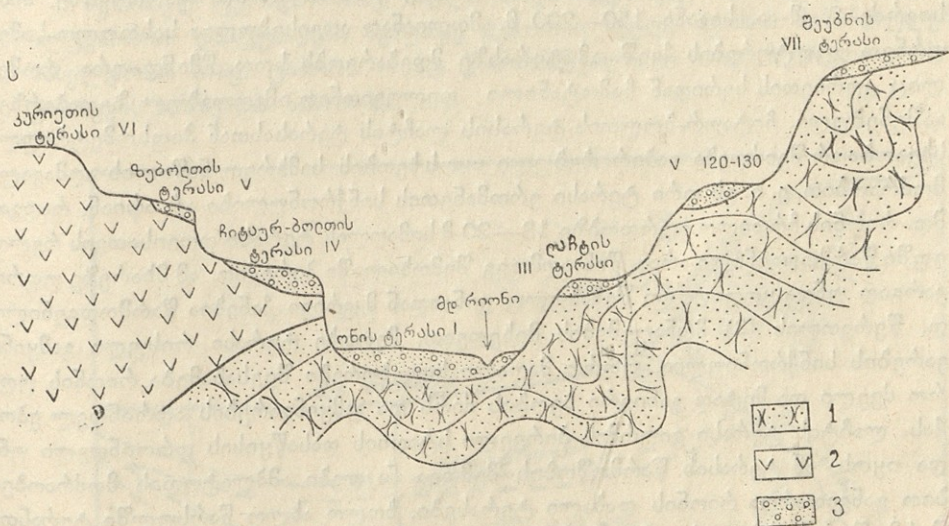 შეუბნის
VII ტერასი
ს
კურიეთის
ტერასი VI
ზებოლთის
ტერასი V
V 120-130
ჩიტაურ-ბოლთის
ტერასი IV
ლაჩტის
III ტერასი
მდ. რიონი
ონის ტერასი I
1
2
3